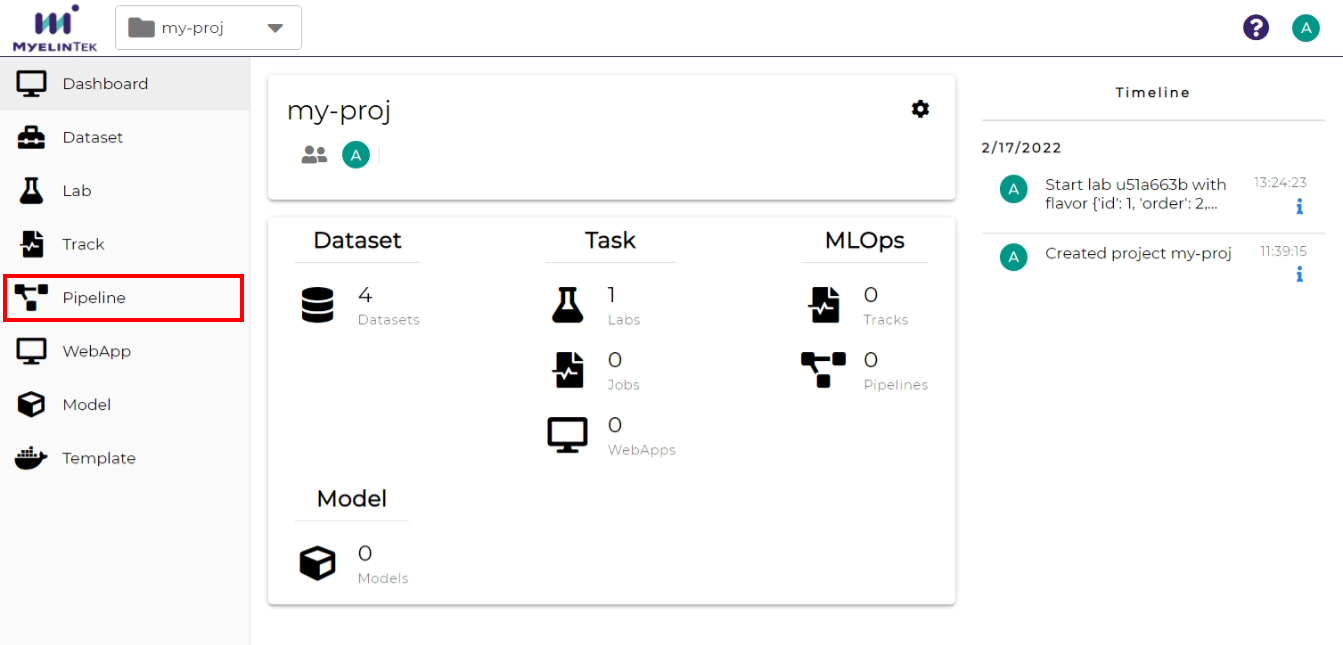 MYELINTEK
my-proj
?
A
Dashboard
Dataset
Lab
Track
Pipeline
WebApp
Model
Template
my-proj
A
Dataset
4
Datasets
Task
1
Labs
0
Jobs
0
WebApps
MLOps
0
Tracks
0
Pipelines
Model
0
Models
Timeline
2/17/2022
A
Start lab u51a663b with
flavor {'id': 1, 'order': 2,...
13:24:23
i
A
Created project my-proj
11:39:15
i